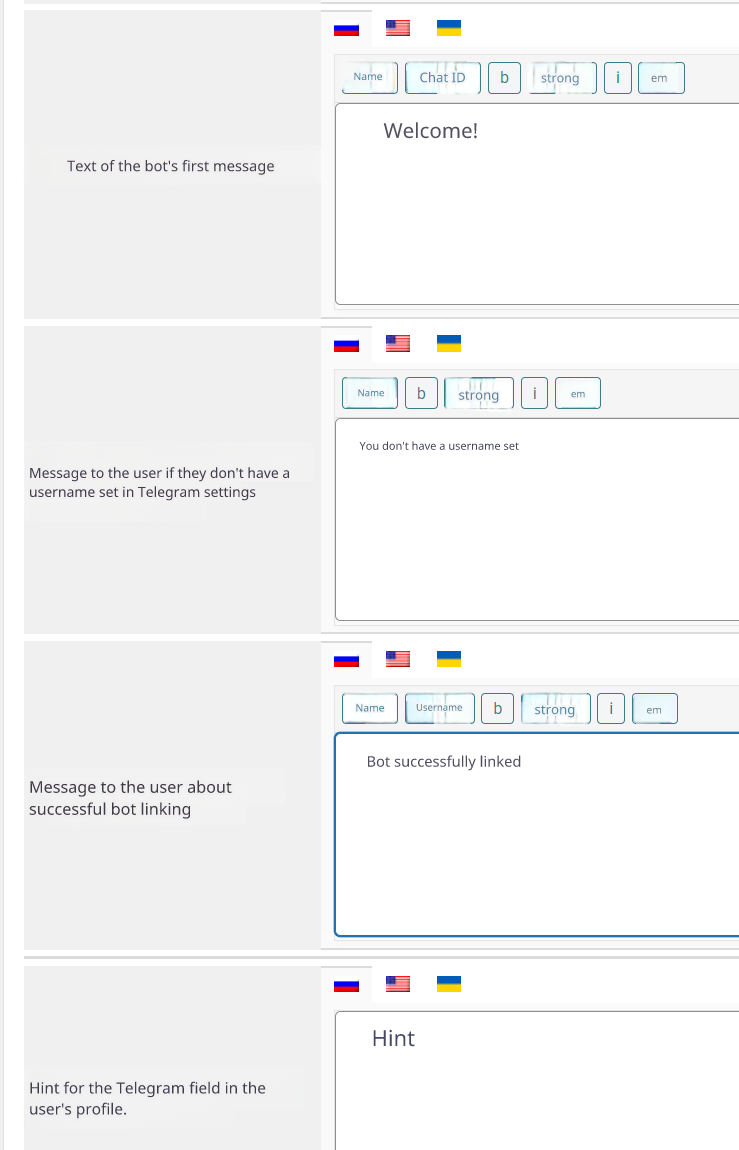 Name Chat ID b strong i em
Welcome!
Text of the bot's first message
Name b strong i em
You don't have a username set
Message to the user if they don't have a
username set in Telegram settings
Name Username b strong i em
Bot successfully linked
Message to the user about
successful bot linking
Hint
Hint for the Telegram field in the
user's profile.